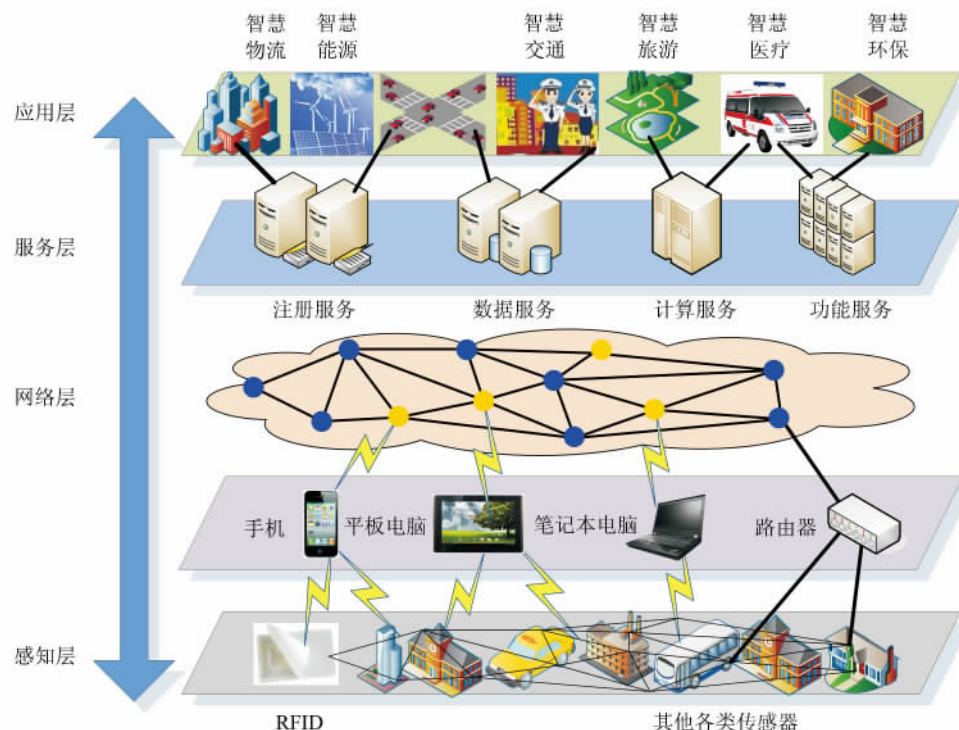 智慧 智慧 智慧 智慧 智慧 智慧
物流 能源 交通 旅游 医疗 环保
应用层
服务层
注册服务 数据服务 计算服务 功能服务
网络层
手机 平板电脑 笔记本电脑 路由器
感知层
RFID 其他各类传感器